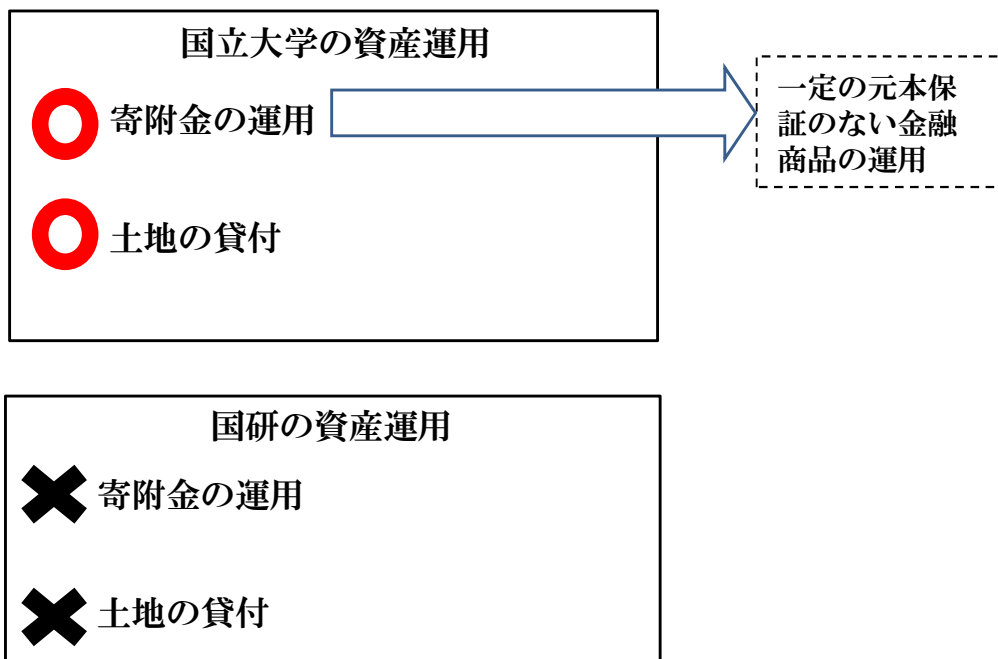 国立大学の資産運用
寄附金の運用
一定の元本保
証のない金融
商品の運用
土地の貸付
国研の資産運用
寄附金の運用
土地の貸付